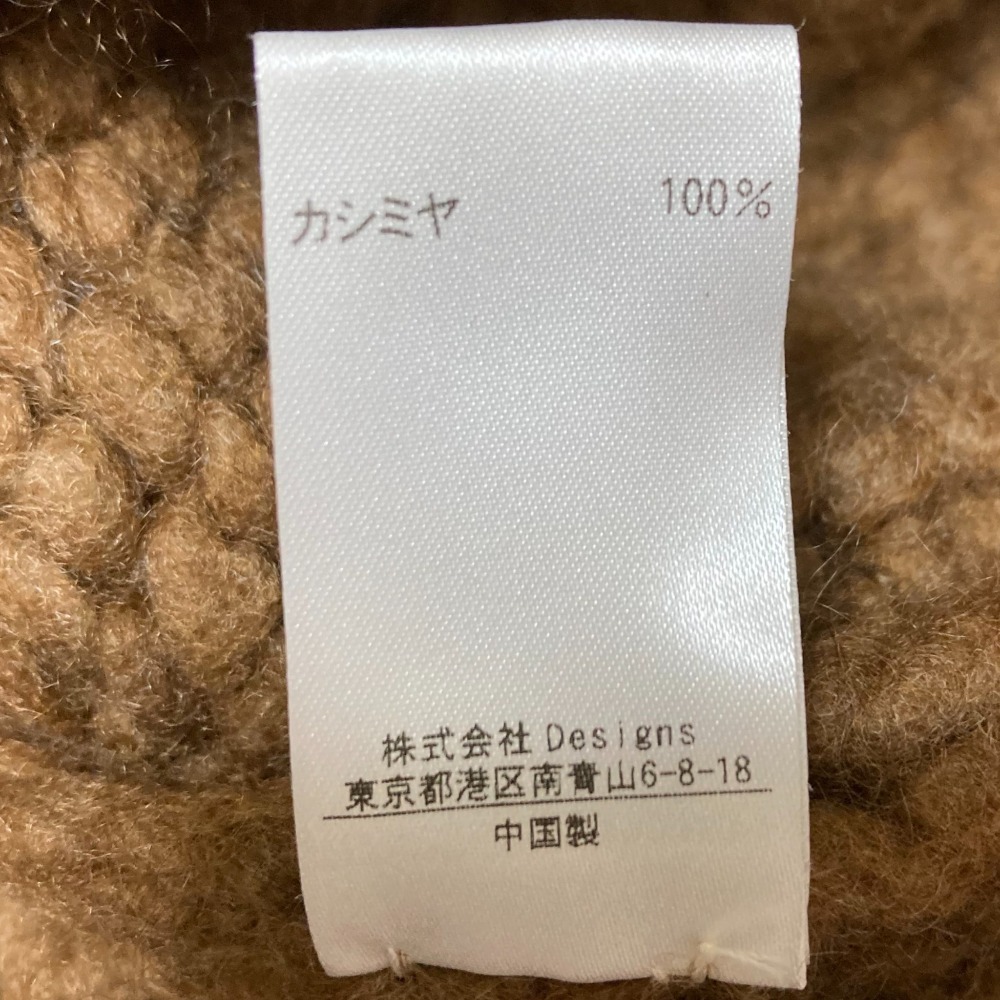 カシミヤ 100%
株式会社 Designs
東京都港区南青山6-8-18
中国製